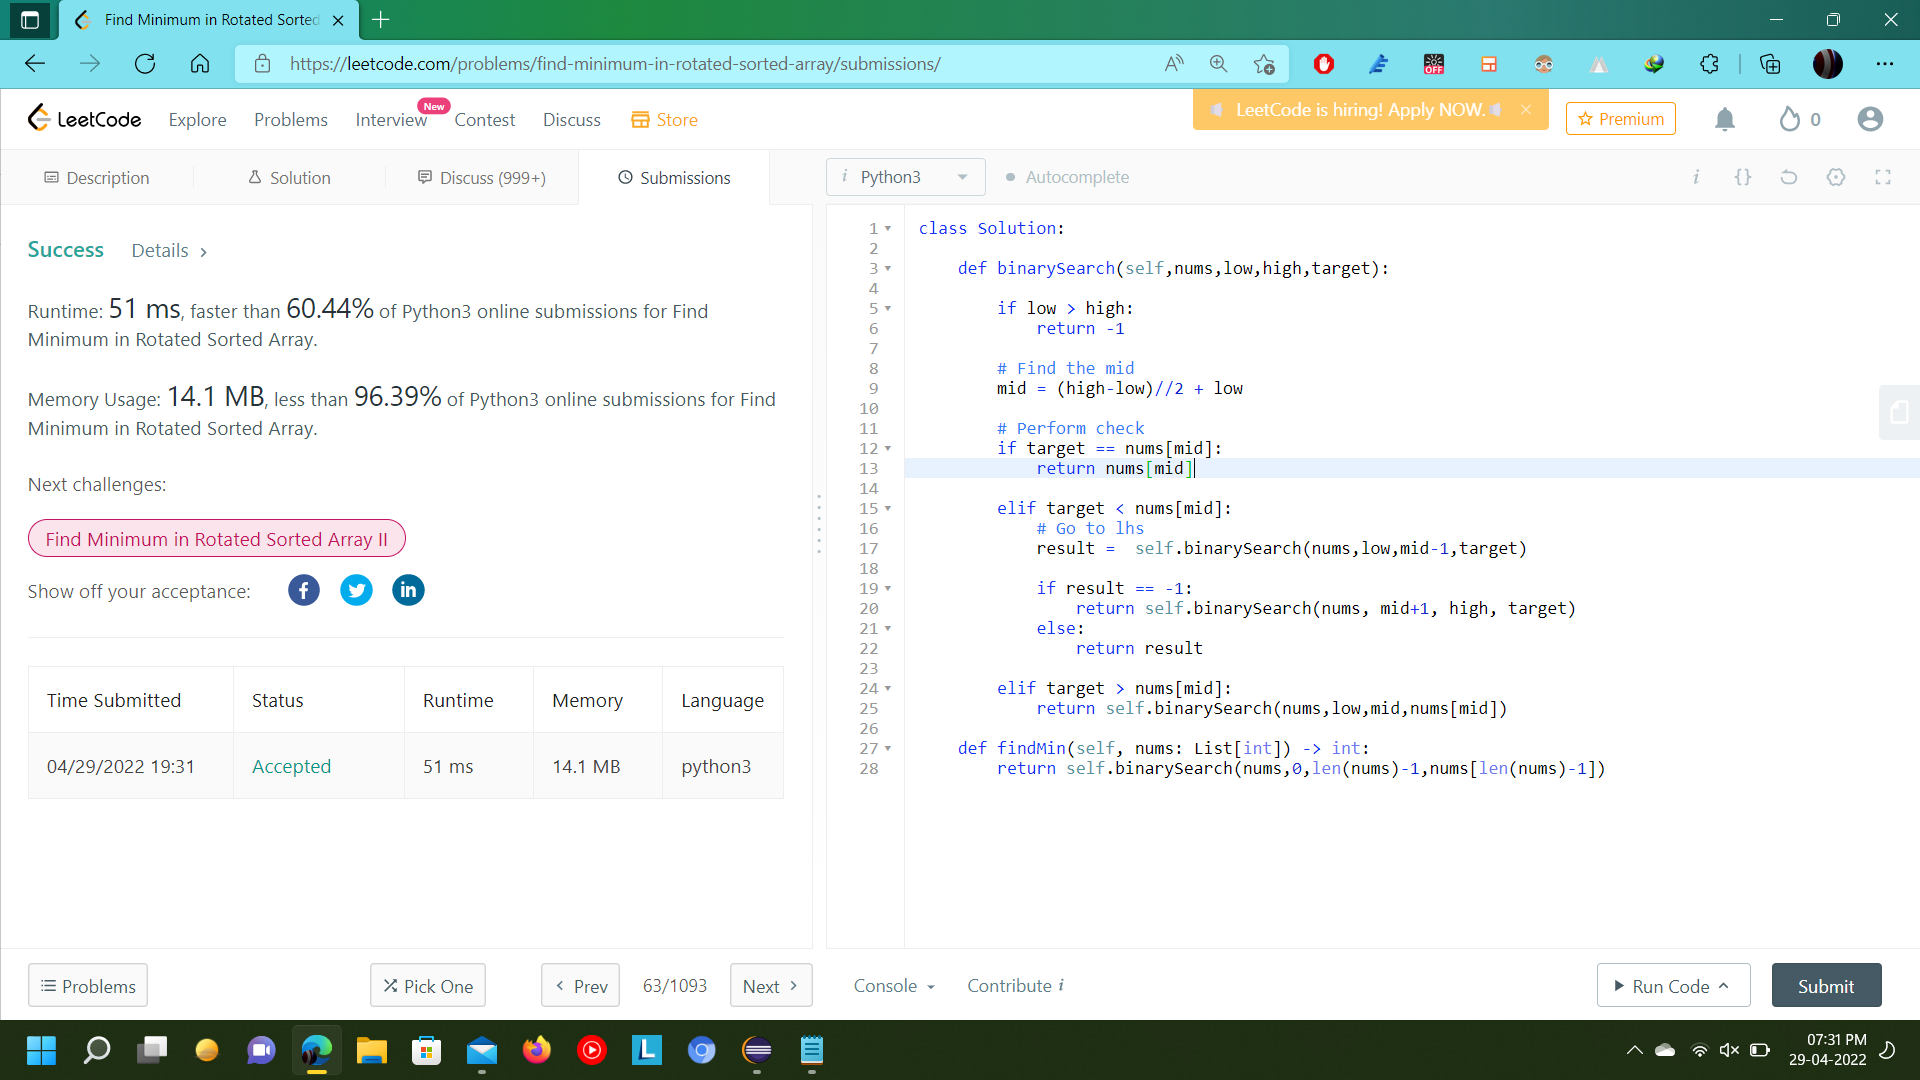 Find Minimum in Rotated Sorted
https://leetcode.com/problems/find-minimum-in-rotated-sorted-array/submissions/
OFF
LeetCode Explore Problems Interview New Contest Discuss Store
LeetCode is hiring! Apply NOW.
Premium 0
Description Solution Discuss (999+) Submissions
i Python3 Autocomplete i {}
Success Details >
Runtime: 51 ms, faster than 60.44% of Python3 online submissions for Find
Minimum in Rotated Sorted Array.
Memory Usage: 14.1 MB, less than 96.39% of Python3 online submissions for Find
Minimum in Rotated Sorted Array.
Next challenges:
Find Minimum in Rotated Sorted Array II
Show off your acceptance: f in
Time Submitted Status Runtime Memory Language
04/29/2022 19:31 Accepted 51 ms 14.1 MB python3
1 class Solution:
2
3 def binarySearch(self,nums,low,high,target):
4
5 if low > high:
6 return -1
7
8 # Find the mid
9 mid = (high-low)//2 + low
10
11 # Perform check
12 if target == nums[mid]:
13 return nums[mid]
14
15 elif target < nums[mid]:
16 # Go to lhs
17 result =  self.binarySearch(nums,low,mid-1,target)
18
19 if result == -1:
20 return self.binarySearch(nums, mid+1, high, target)
21 else:
22 return result
23
24 elif target > nums[mid]:
25 return self.binarySearch(nums,low,mid,nums[mid])
26
27 def findMin(self, nums: List[int]) -> int:
28 return self.binarySearch(nums,0,len(nums)-1,nums[len(nums)-1])
Problems Pick One < Prev 63/1093 Next >
Console Contribute i Run Code Submit
L
07:31 PM
29-04-2022